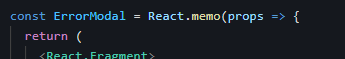 const ErrorModal = React.memo(props => {
return (
<React.Fragment>